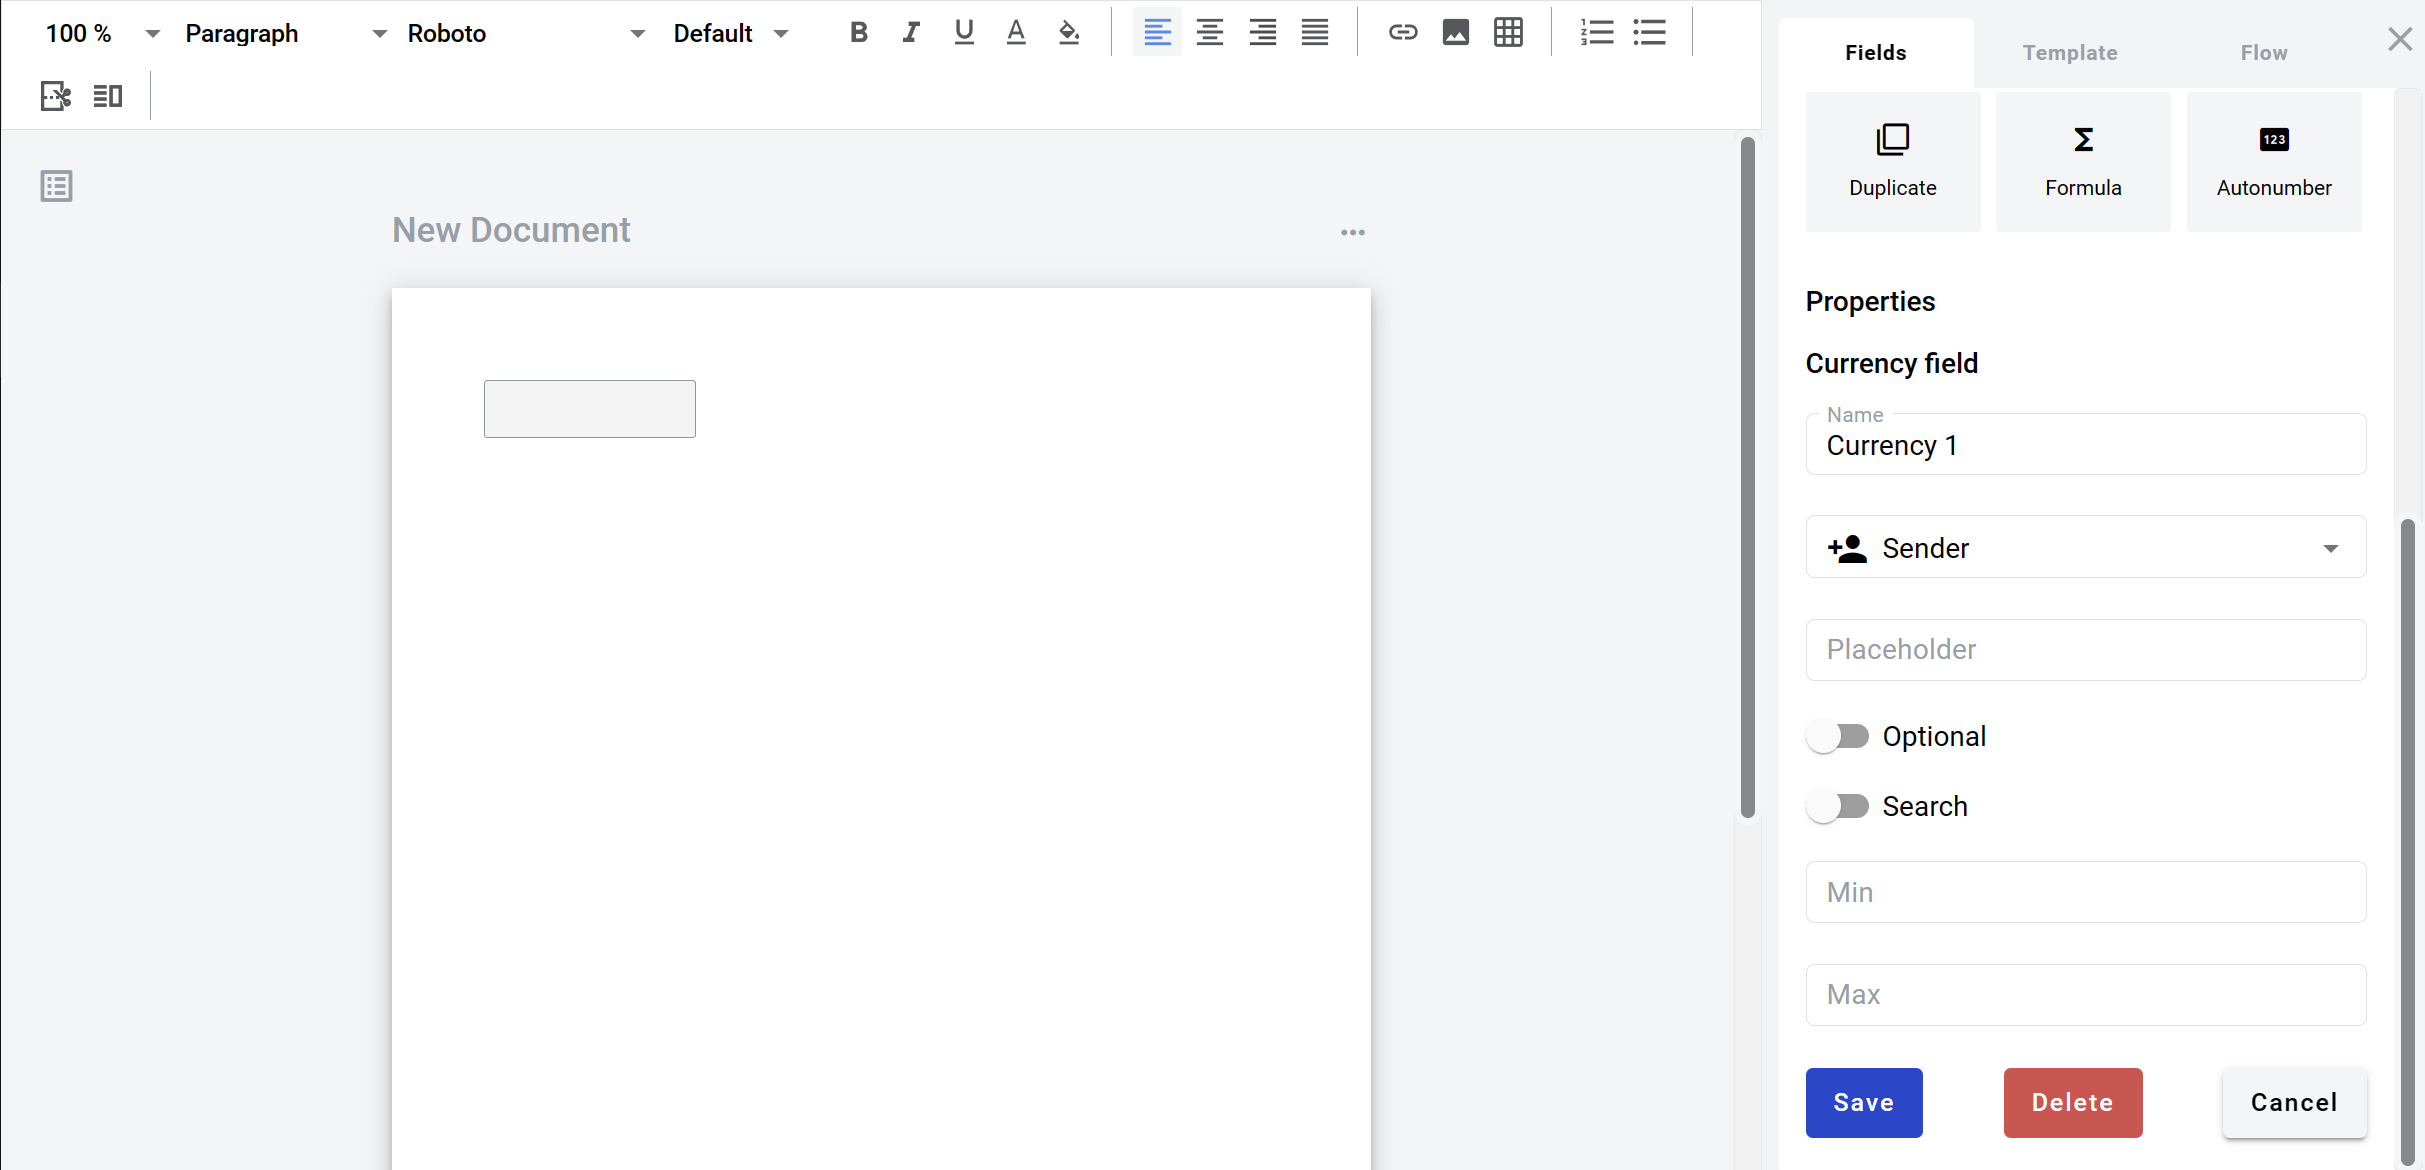 100 % Paragraph Roboto Default B I U A
Fields Template Flow
Duplicate Formula Autonumber
123
New Document
Properties
Currency field
Name
Currency 1
Sender
Placeholder
Optional
Search
Min
Max
Save Delete Cancel